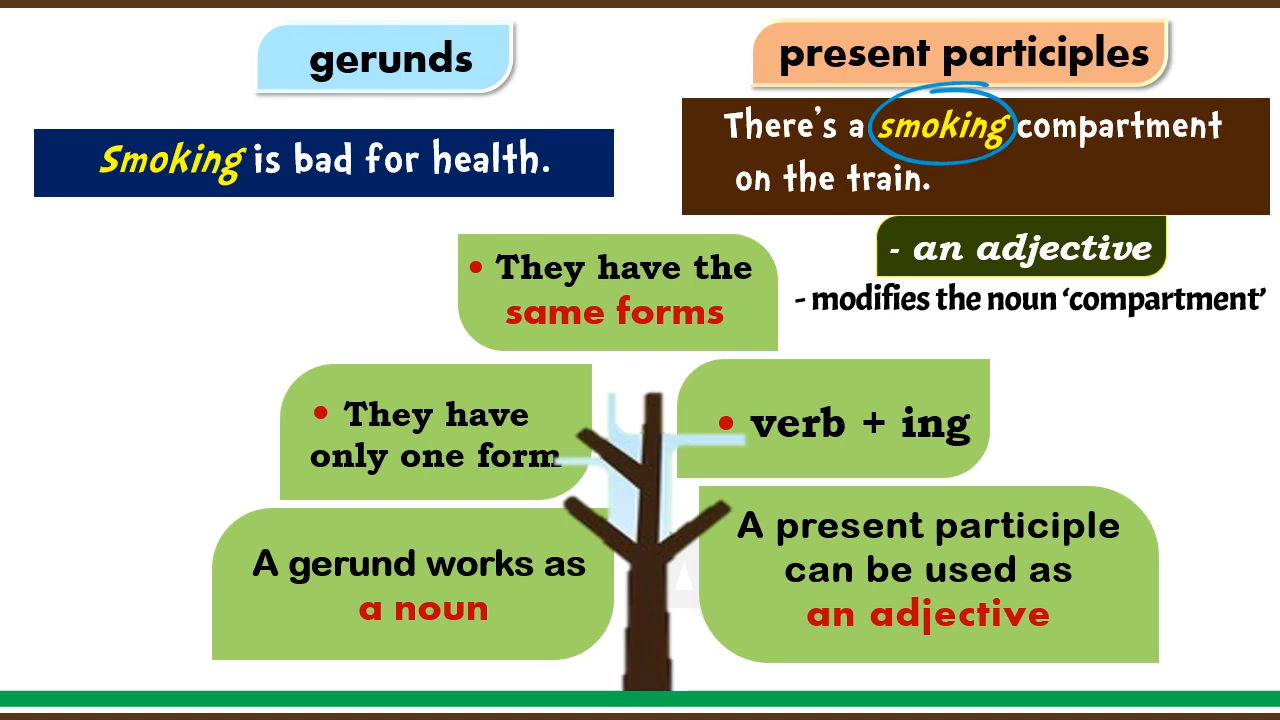 gerunds
Smoking is bad for health.
present participles
There's a smoking compartment
on the train.
- an adjective
- modifies the noun ‘compartment’
• They have the
same forms
• They have
only one form
• verb + ing
A gerund works as
a noun
A present participle
can be used as
an adjective